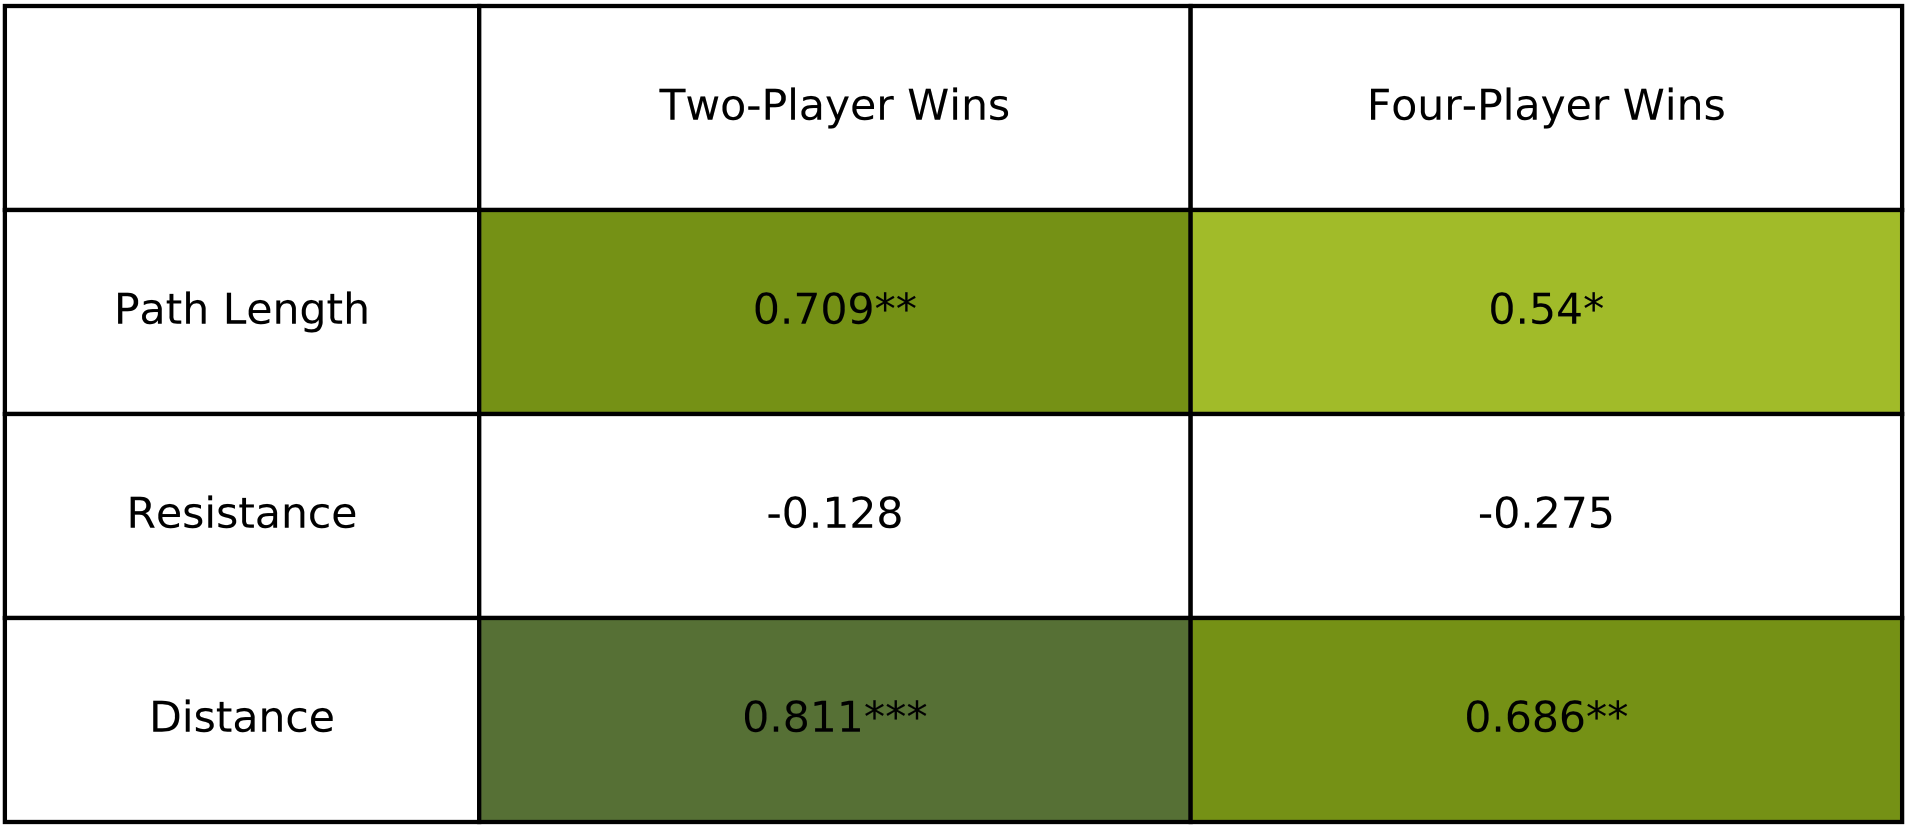 Two-Player Wins Four-Player Wins
Path Length 0.709** 0.54*
Resistance -0.128 -0.275
Distance 0.811*** 0.686**